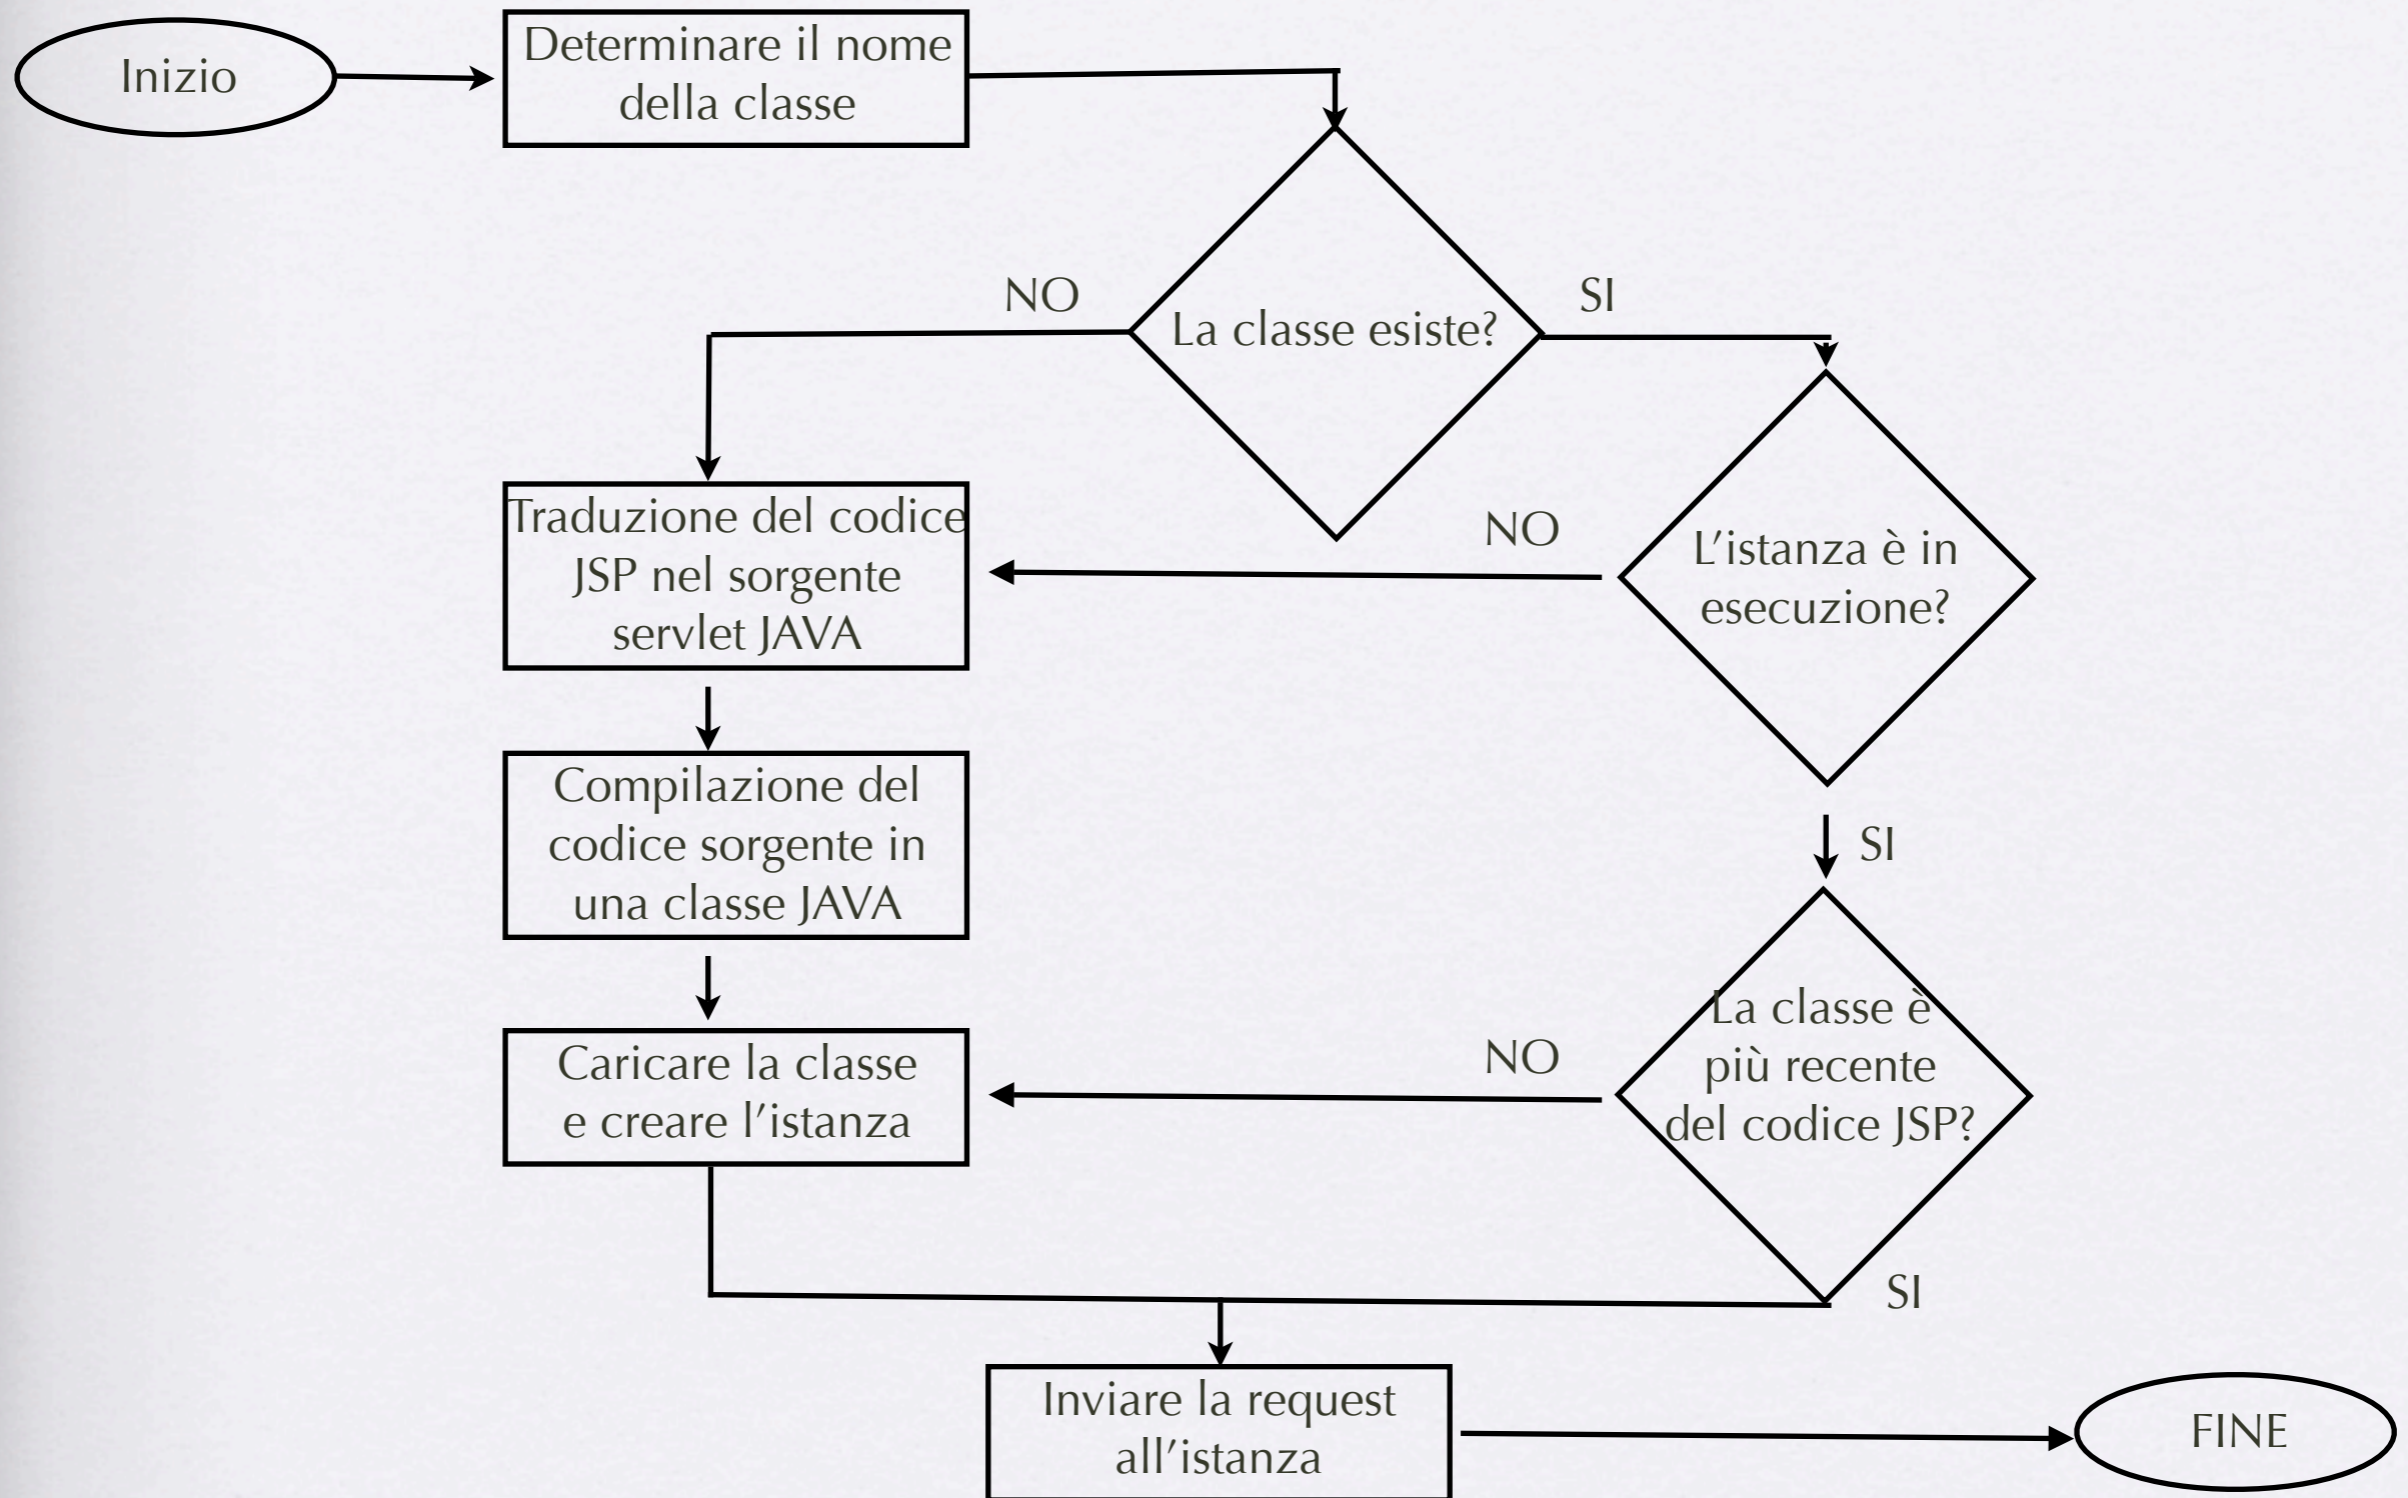 Inizio
Determinare il nome
della classe
NO
La classe esiste?
SI
Traduzione del codice
JSP nel sorgente
servlet JAVA
NO
L'istanza è in
esecuzione?
SI
Compilazione del
codice sorgente in
una classe JAVA
Caricare la classe
e creare l'istanza
NO
La classe è
più recente
del codice JSP?
SI
Inviare la request
all'istanza
FINE